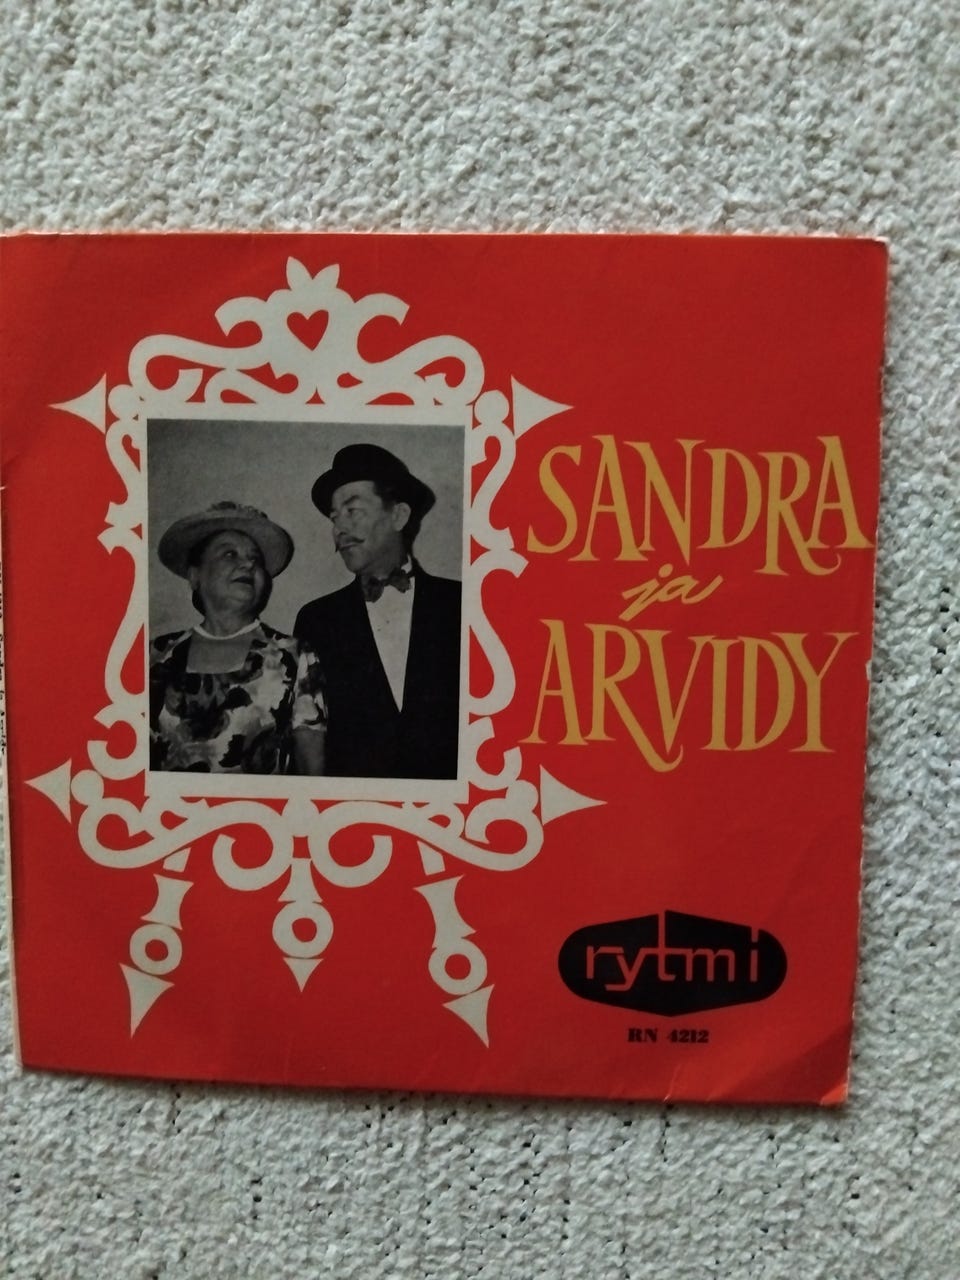 SANDRA
ja
ARVIDY
rytmi
RN 4212